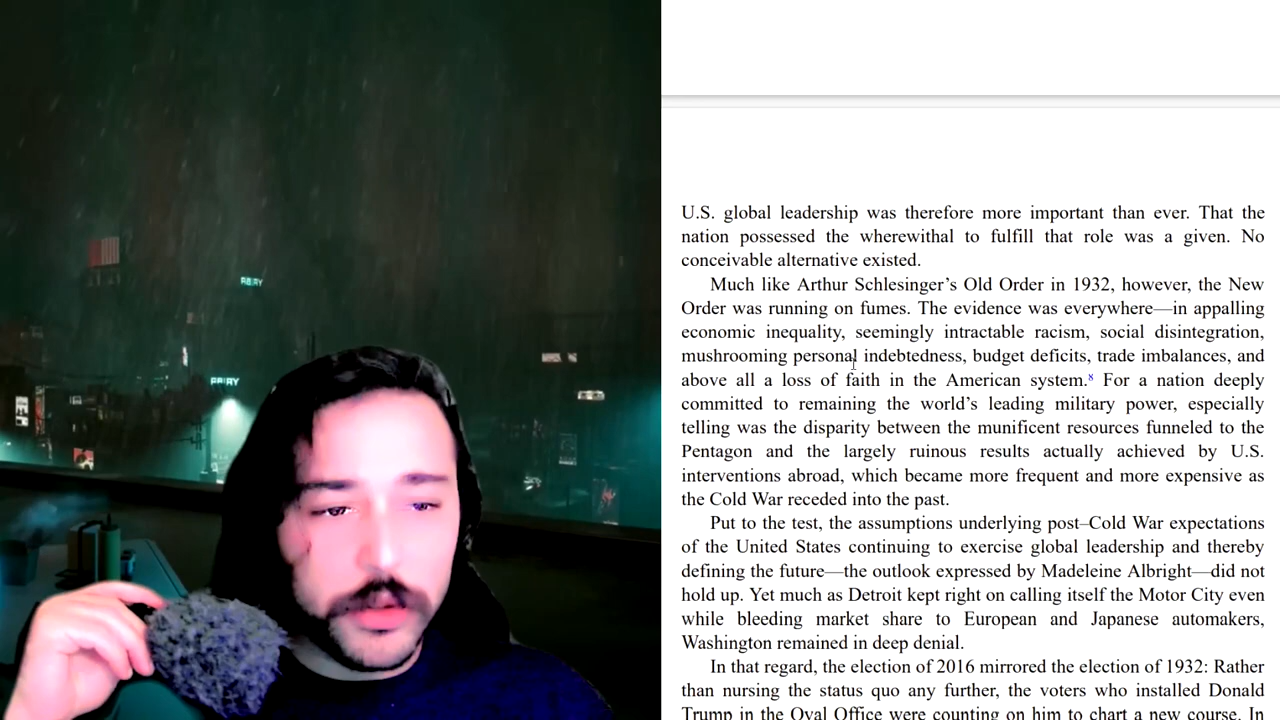 U.S. global leadership was therefore more important than ever. That the
nation possessed the wherewithal to fulfill that role was a given. No
conceivable alternative existed.
Much like Arthur Schlesinger’s Old Order in 1932, however, the New
Order was running on fumes. The evidence was everywhere—in appalling
economic inequality, seemingly intractable racism, social disintegration,
mushrooming personal indebtedness, budget deficits, trade imbalances, and
above all a loss of faith in the American system.⁸ For a nation deeply
committed to remaining the world’s leading military power, especially
telling was the disparity between the munificent resources funneled to the
Pentagon and the largely ruinous results actually achieved by U.S.
interventions abroad, which became more frequent and more expensive as
the Cold War receded into the past.
Put to the test, the assumptions underlying post–Cold War expectations
of the United States continuing to exercise global leadership and thereby
defining the future—the outlook expressed by Madeleine Albright—did not
hold up. Yet much as Detroit kept right on calling itself the Motor City even
while bleeding market share to European and Japanese automakers,
Washington remained in deep denial.
In that regard, the election of 2016 mirrored the election of 1932: Rather
than nursing the status quo any further, the voters who installed Donald
Trump in the Oval Office were counting on him to chart a new course. In